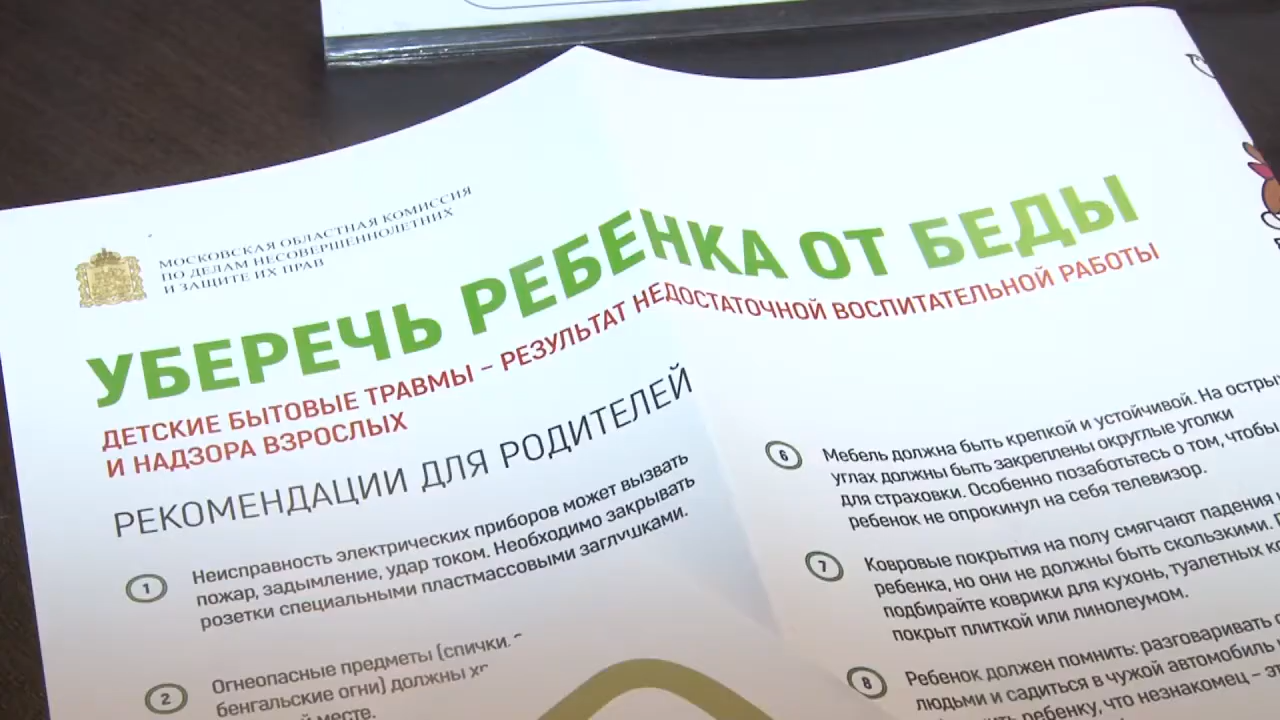 МОСКОВСКАЯ ОБЛАСТНАЯ КОМИССИЯ
ПО ДЕЛАМ НЕСОВЕРШЕННОЛЕТНИХ
И ЗАЩИТЕ ИХ ПРАВ
УБЕРЕЧЬ РЕБЕНКА ОТ БЕДЫ
ДЕТСКИЕ БЫТОВЫЕ ТРАВМЫ – РЕЗУЛЬТАТ НЕДОСТАТОЧНОЙ ВОСПИТАТЕЛЬНОЙ РАБОТЫ
И НАДЗОРА ВЗРОСЛЫХ
РЕКОМЕНДАЦИИ ДЛЯ РОДИТЕЛЕЙ
1 Неисправность электрических приборов может вызвать
пожар, задымление, удар током. Необходимо закрывать
розетки специальными пластмассовыми заглушками.
2 Огнеопасные предметы (спички,
бенгальские огни) должны
месте.
6 Мебель должна быть крепкой и устойчивой. На острых
углах должны быть закреплены округлые уголки
для страховки. Особенно позаботьтесь о том, чтобы
ребенок не опрокинул на себя телевизор.
7 Ковровые покрытия на полу смягчают падения
ребенка, но они не должны быть скользкими.
подбирайте коврики для кухонь, туалетных
покрыт плиткой или линолеумом.
8 Ребенок должен помнить: разговаривать с
людьми и садиться в чужой автомобиль
ребенку, что незнакомец –